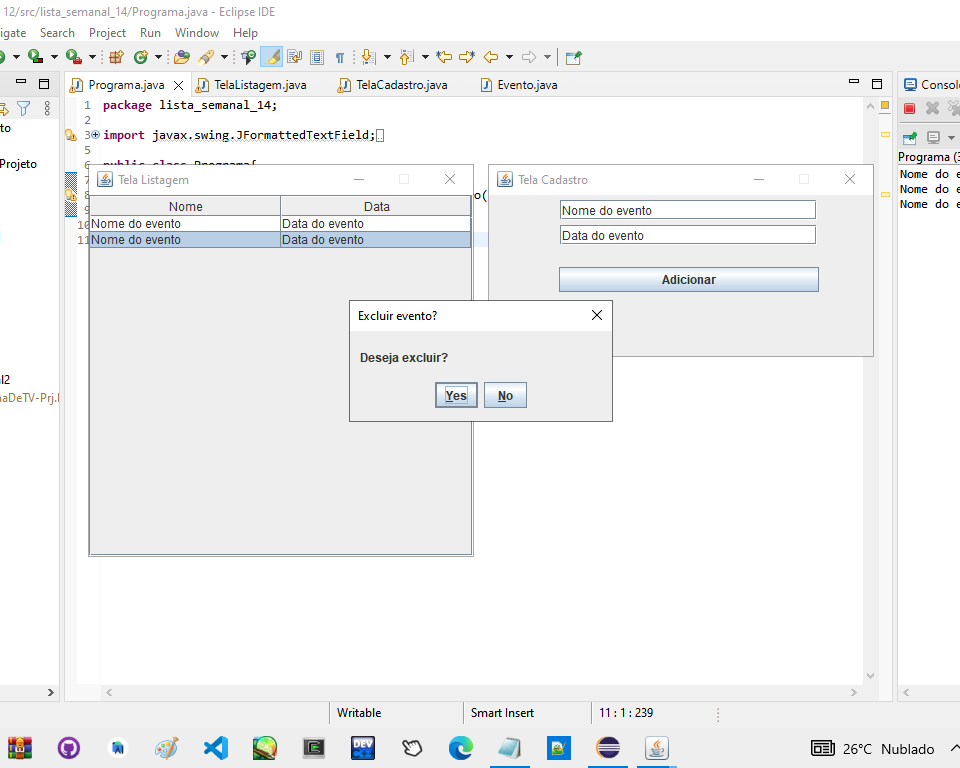 12/src/lista_semanal_14/Programa.java - Eclipse IDE
igate Search Project Run Window Help
Programa.java TelaListagem.java TelaCadastro.java Evento.java
Consol
1 package lista_semanal_14;
2
3 import javax.swing.JFormattedTextField;
5
6 public class Programa{
7
8
9
10
11
to
Projeto
l2
naDeTV-Prj.
Tela Listagem
Nome Data
Nome do evento Data do evento
Nome do evento Data do evento
o(
Tela Cadastro
Nome do evento
Data do evento
Adicionar
Excluir evento?
Deseja excluir?
Yes No
Programa (3
Nome do e
Nome do e
Nome do e
Writable Smart Insert 11 : 1 : 239
DEV
26°C Nublado